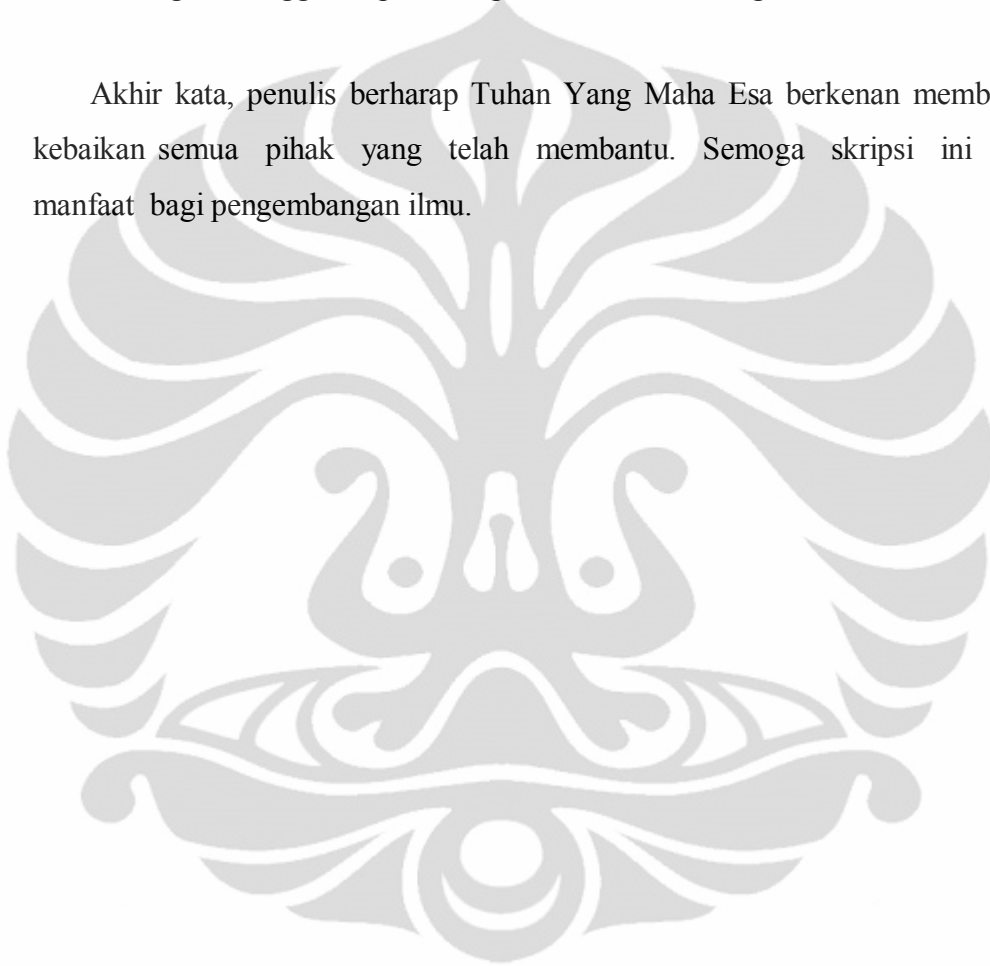 Akhir kata, penulis berharap Tuhan Yang Maha Esa berkenan memb
kebaikan semua pihak yang telah membantu. Semoga skripsi ini
manfaat bagi pengembangan ilmu.